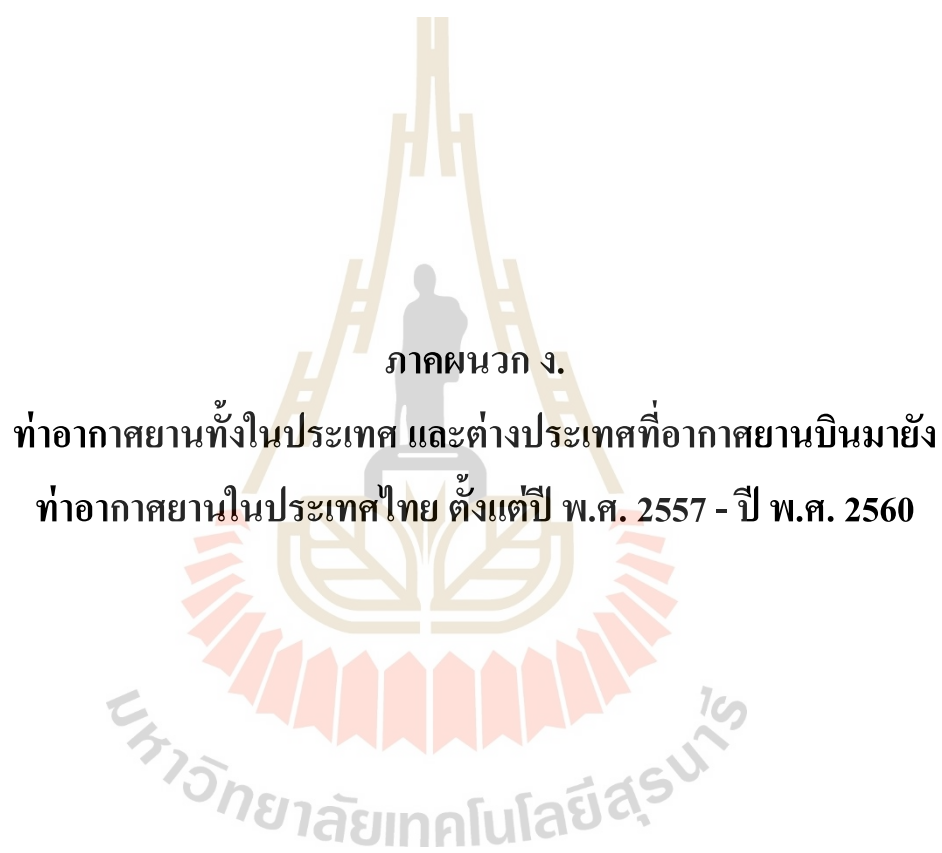 ภาคผนวก ง.
ท่าอากาศยานทั้งในประเทศ และต่างประเทศที่อากาศยานบินมายัง
ท่าอากาศยานในประเทศไทย ตั้งแต่ปี พ.ศ. 2557 - ปี พ.ศ. 2560
มหาวิทยาลัยเทคโนโลยีสุรนารี